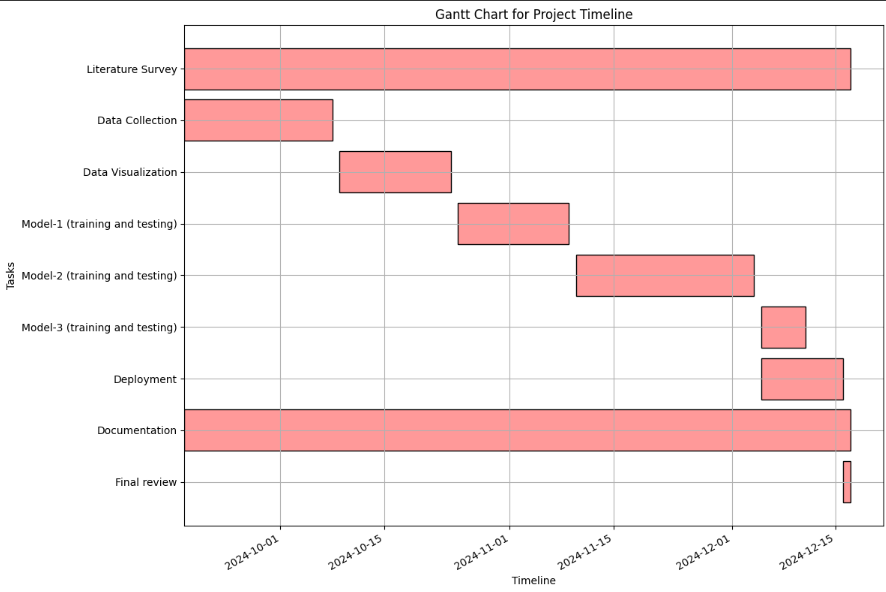 Gantt Chart for Project Timeline
Literature Survey
Data Collection
Data Visualization
Model-1 (training and testing)
Model-2 (training and testing)
Model-3 (training and testing)
Deployment
Documentation
Final review
Tasks
2024-10-01
2024-10-15
2024-11-01
2024-11-15
2024-12-01
2024-12-15
Timeline